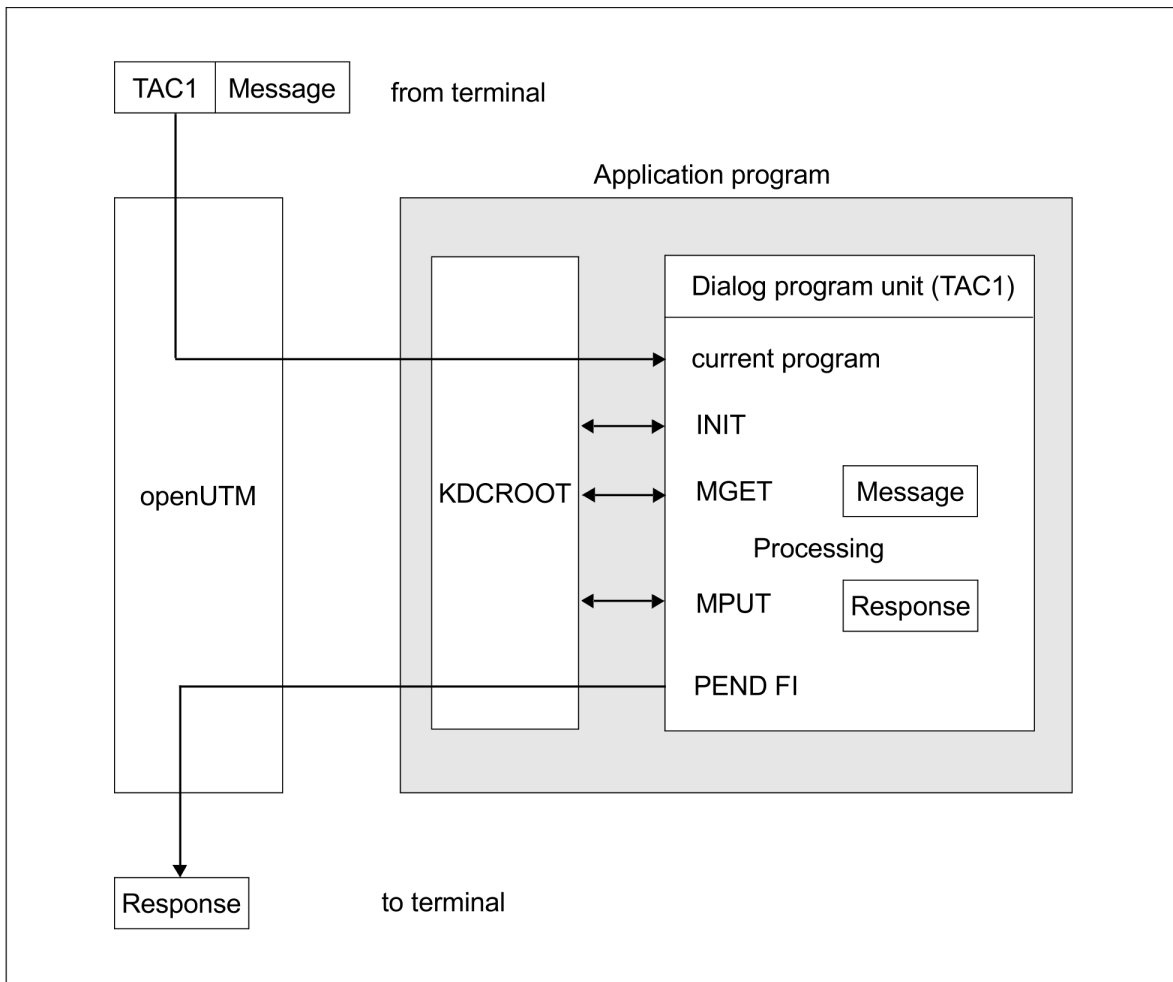 TAC1 Message from terminal
Application program
Dialog program unit (TAC1)
current program
INIT
openUTM KDCROOT MGET Message
Processing
MPUT Response
PEND FI
Response to terminal